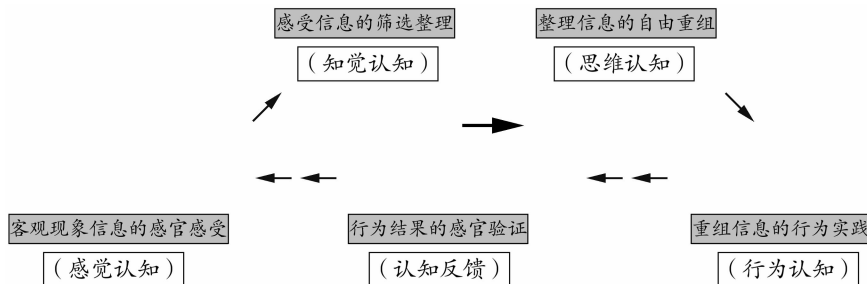 感受信息的筛选整理
整理信息的自由重组
（知觉认知）
（思维认知）
客观现象信息的感官感受
行为结果的感官验证
重组信息的行为实践
（感觉认知）
（认知反馈）
（行为认知）